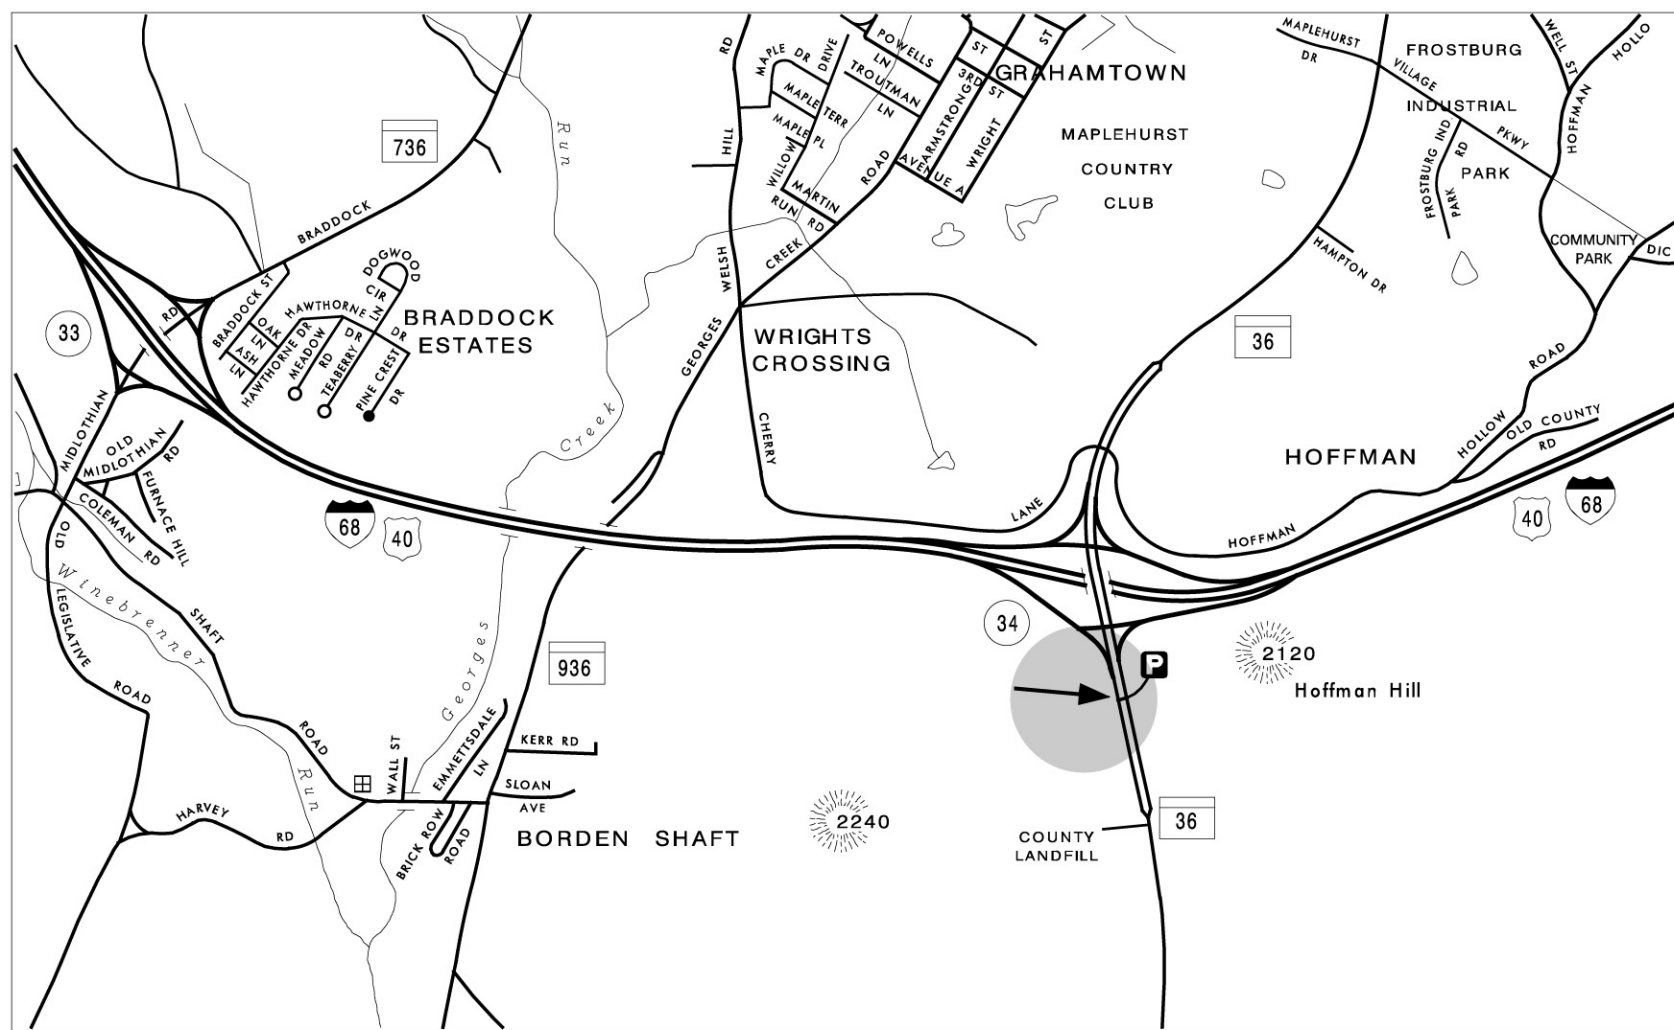 RD
HILL
WELSH
MAPLE DR
DRIVE
MAPLE TERR
MAPLE PL
WILLOW
MARTIN
RUN RD
POWELLS
LN
TROUTMAN
LN
ST
3RD ST
ST
GRAHAMTOWN
ARMSTRONG
WRIGHT
AVENUE A
ROAD
CREEK
GEORGES
MAPLEHURST
COUNTRY
CLUB
MAPLEHURST
DR
VILLAGE
PKWY
FROSTBURG
INDUSTRIAL
PARK
FROSTBURG IND
PARK RD
WELL ST
HOLLO
HOFFMAN
COMMUNITY
PARK
DIC
HAMPTON DR
736
Run
BRADDOCK
RD
33
BRADDOCK ST
OAK
LN
ASH
LN
HAWTHORNE DR
HAWTHORNE
DR
MEADOW
RD
TEABERRY
DR
PINE CREST
DR
DOGWOOD
CIR
LN
BRADDOCK
ESTATES
WRIGHTS
CROSSING
36
ROAD
HOLLOW
OLD COUNTY
RD
HOFFMAN
HOFFMAN
CHERRY
LANE
Creek
MIDLOTHIAN
OLD
MIDLOTHIAN
RD
FURNACE HILL
COLEMAN
RD
68
40
40
68
OLD
LEGISLATIVE
ROAD
Winebrenner
Run
SHAFT
ROAD
Georges
936
34
P
2120
Hoffman Hill
WALL ST
EMMETTSDALE
LN
KERR RD
SLOAN
AVE
HARVEY
RD
BRICK ROW
ROAD
BORDEN SHAFT
2240
COUNTY
LANDFILL
36